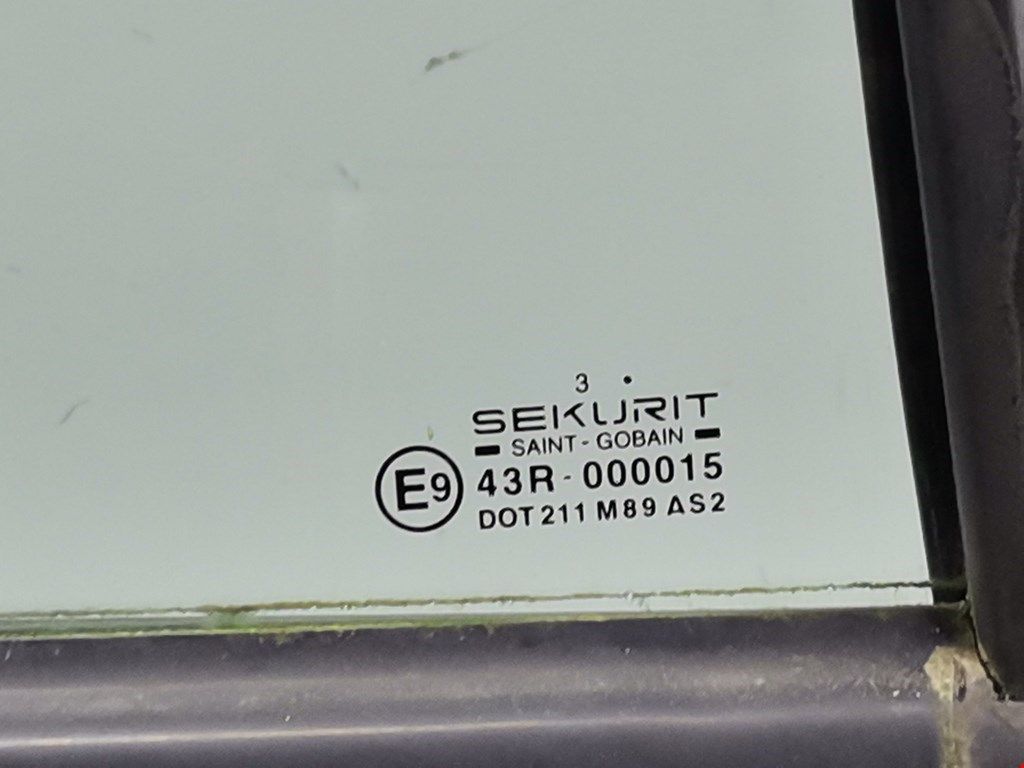 3 .
SEKURIT
SAINT-GOBAIN
E9 43R-000015
DOT 211 M89 AS2